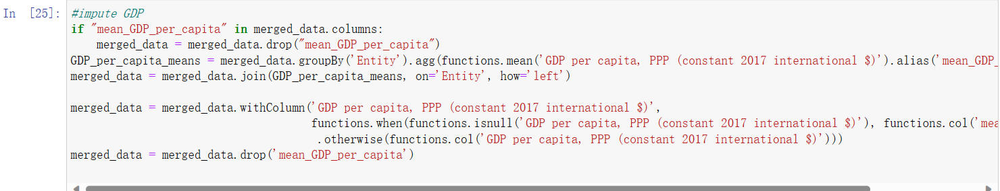 In [25]:
#impute GDP
if "mean_GDP_per_capita" in merged_data.columns:
    merged_data = merged_data.drop("mean_GDP_per_capita")
GDP_per_capita_means = merged_data.groupBy('Entity').agg(functions.mean('GDP per capita, PPP (constant 2017 international $)').alias('mean_GDP_
merged_data = merged_data.join(GDP_per_capita_means, on='Entity', how='left')
merged_data = merged_data.withColumn('GDP per capita, PPP (constant 2017 international $)',
functions.when(functions.isnull('GDP per capita, PPP (constant 2017 international $)'), functions.col('mea
.otherwise(functions.col('GDP per capita, PPP (constant 2017 international $)')))
merged_data = merged_data.drop('mean_GDP_per_capita')